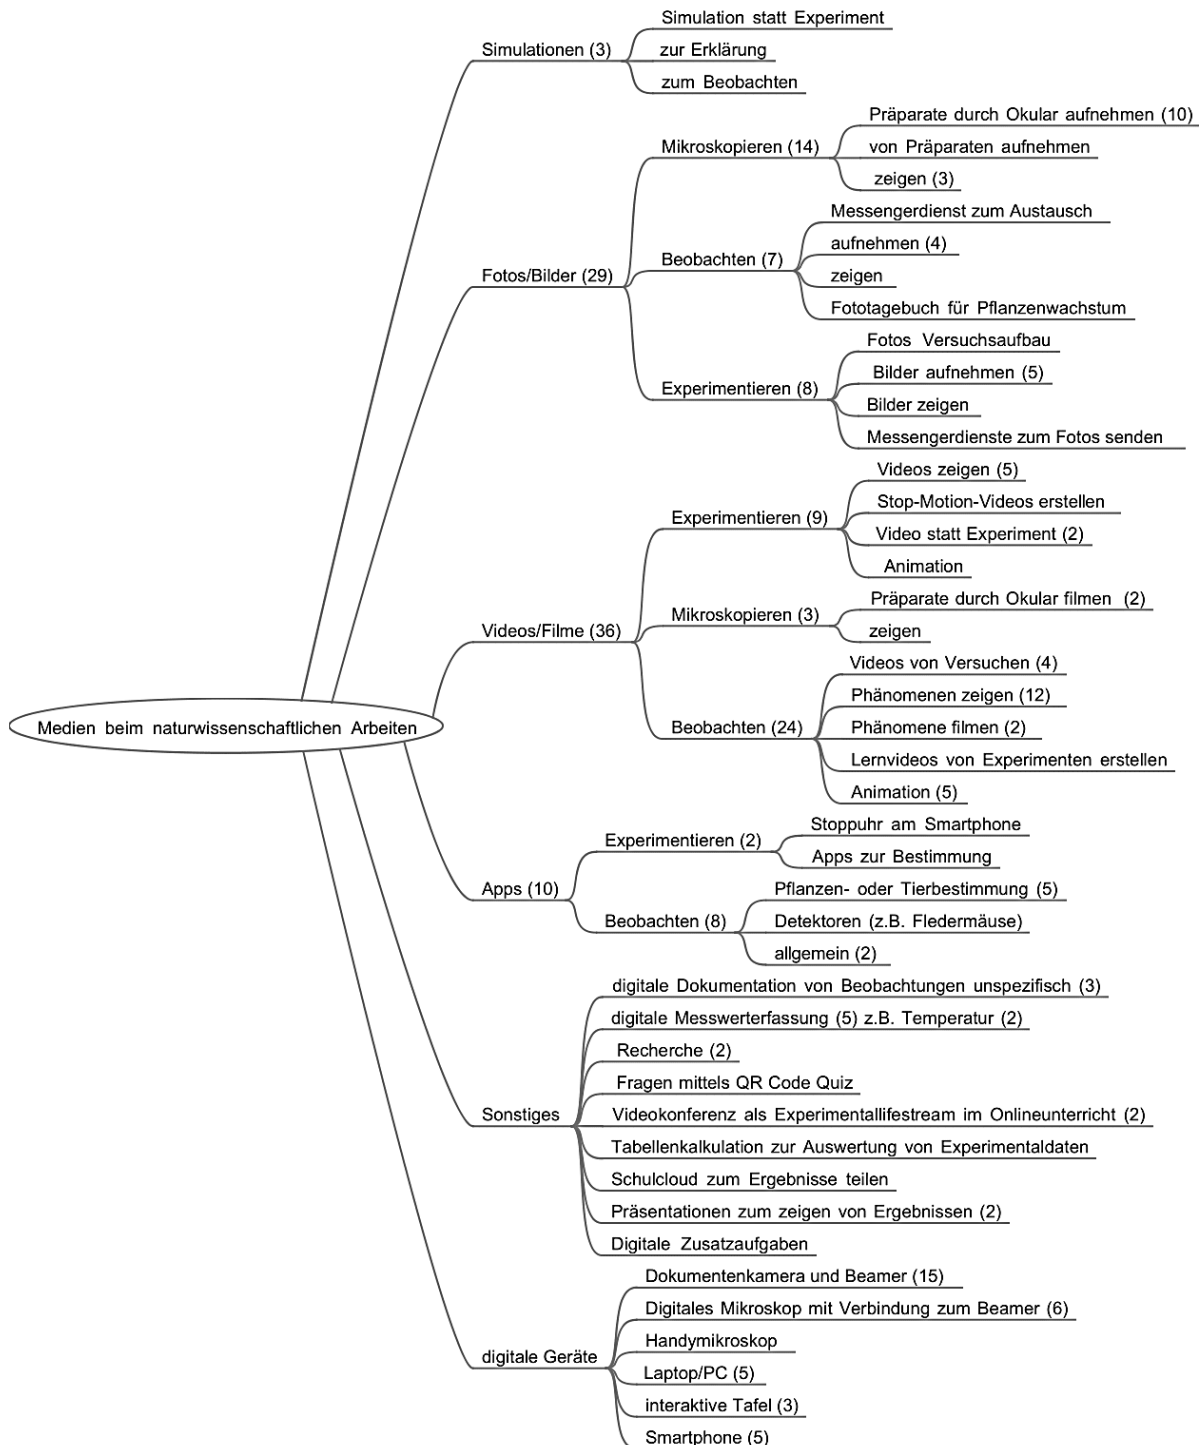 Medien beim naturwissenschaftlichen Arbeiten
Simulationen (3)
Simulation statt Experiment
zur Erklärung
zum Beobachten
Fotos/Bilder (29)
Mikroskopieren (14)
Präparate durch Okular aufnehmen (10)
von Präparaten aufnehmen
zeigen (3)
Beobachten (7)
Messengerdienst zum Austausch
aufnehmen (4)
zeigen
Fototagebuch für Pflanzenwachstum
Experimentieren (8)
Fotos Versuchsaufbau
Bilder aufnehmen (5)
Bilder zeigen
Messengerdienste zum Fotos senden
Videos/Filme (36)
Experimentieren (9)
Videos zeigen (5)
Stop-Motion-Videos erstellen
Video statt Experiment (2)
Animation
Mikroskopieren (3)
Präparate durch Okular filmen (2)
zeigen
Beobachten (24)
Videos von Versuchen (4)
Phänomenen zeigen (12)
Phänomene filmen (2)
Lernvideos von Experimenten erstellen
Animation (5)
Apps (10)
Experimentieren (2)
Stoppuhr am Smartphone
Apps zur Bestimmung
Beobachten (8)
Pflanzen- oder Tierbestimmung (5)
Detektoren (z.B. Fledermäuse)
allgemein (2)
Sonstiges
digitale Dokumentation von Beobachtungen unspezifisch (3)
digitale Messwerterfassung (5) z.B. Temperatur (2)
Recherche (2)
Fragen mittels QR Code Quiz
Videokonferenz als Experimentallifestream im Onlineunterricht (2)
Tabellenkalkulation zur Auswertung von Experimentaldaten
Schulcloud zum Ergebnisse teilen
Präsentationen zum zeigen von Ergebnissen (2)
Digitale Zusatzaufgaben
digitale Geräte
Dokumentenkamera und Beamer (15)
Digitales Mikroskop mit Verbindung zum Beamer (6)
Handymikroskop
Laptop/PC (5)
interaktive Tafel (3)
Smartphone (5)